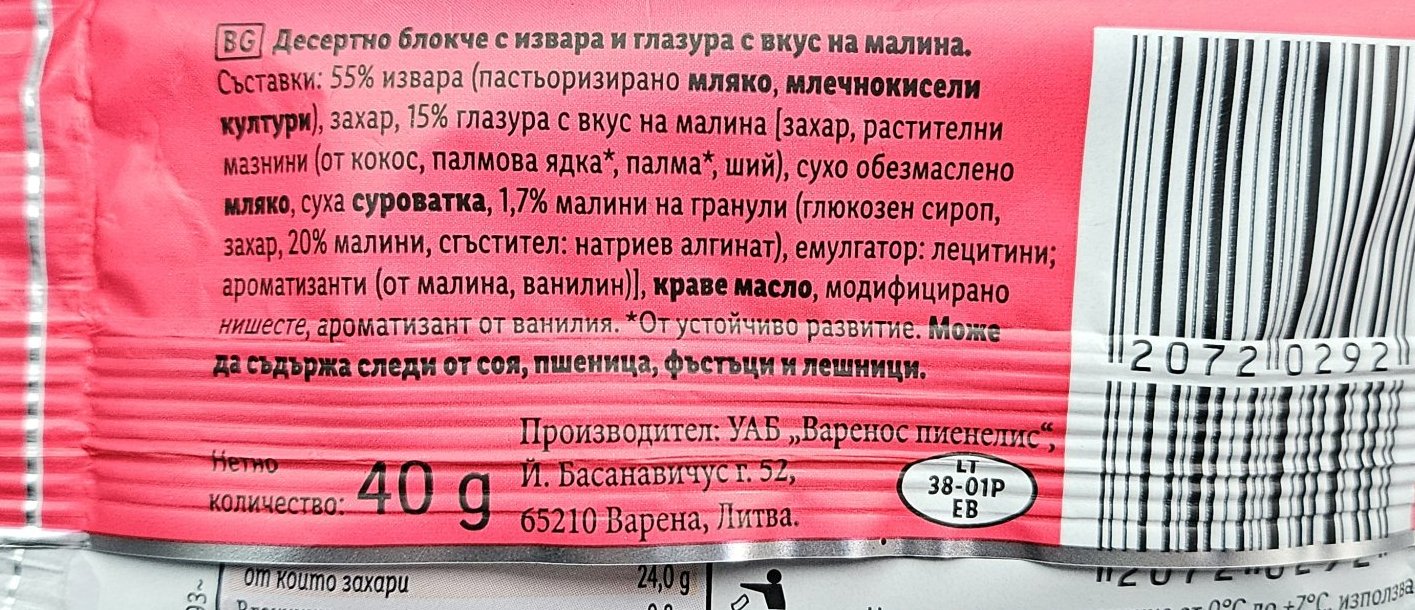 BG Десертно блокче с извара и глазура с вкус на малина.
Съставки: 55% извара (пастьоризирано мляко, млечнокисели
култури), захар, 15% глазура с вкус на малина [захар, растителни
мазнини (от кокос, палмова ядка*, палма*, ший), сухо обезмаслено
мляко, суха суроватка, 1,7% малини на гранули (глюкозен сироп,
захар, 20% малини, сгъстител: натриев алгинат), емулгатор: лецитини;
ароматизанти (от малина, ванилин)], краве масло, модифицирано
нишесте, ароматизант от ванилия. *От устойчиво развитие. Може
да съдържа следи от соя, пшеница, фъстъци и лешници.
Производител: УАБ „Варенос пиенелис“,
Й. Басанавичус г. 52,
65210 Варена, Литва.
Нетно
количество: 40 g
LT
38-01P
EB
2072 0292
от които захари 24,0 g
0°C до +7°C, използва